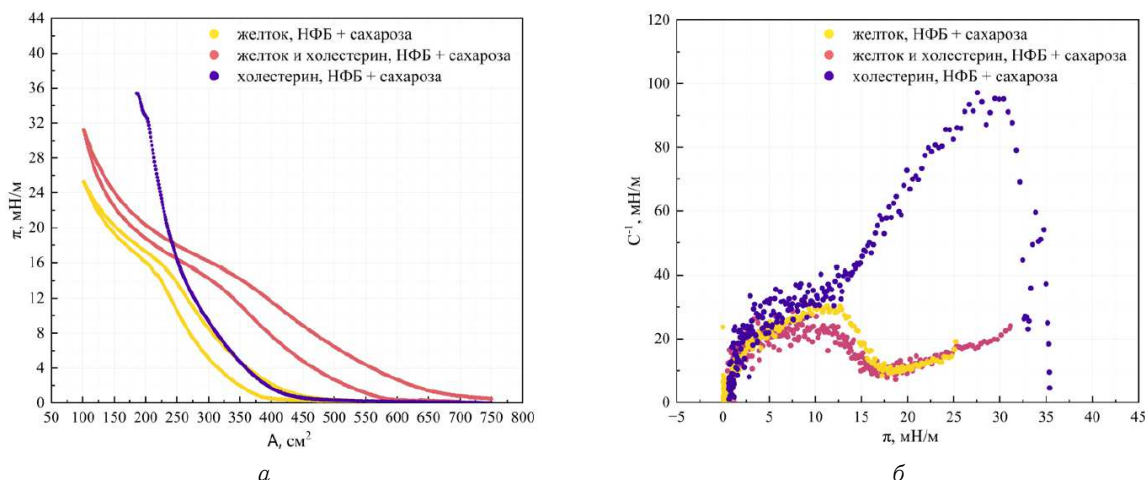 44
40
36
32
28
24
20
16
12
8
4
0
π, мН/м
желток, НФБ + сахароза
желток и холестерин, НФБ + сахароза
холестерин, НФБ + сахароза
50 100 150 200 250 300 350 400 450 500 550 600 650 700 750 800
A, см²
а
120
100
80
60
40
20
0
C⁻¹, мН/м
желток, НФБ + сахароза
желток и холестерин, НФБ + сахароза
холестерин, НФБ + сахароза
−5 0 5 10 15 20 25 30 35 40 45
π, мН/м
б